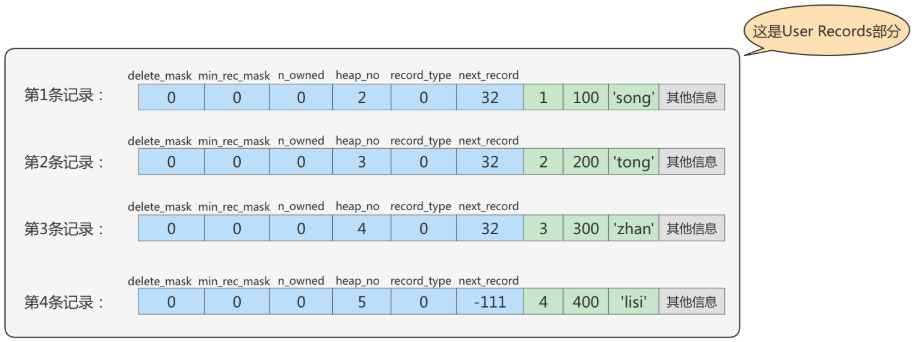 这是User Records部分
delete_mask min_rec_mask n_owned heap_no record_type next_record
第1条记录： 0 0 0 2 0 32 1 100 'song' 其他信息
delete_mask min_rec_mask n_owned heap_no record_type next_record
第2条记录： 0 0 0 3 0 32 2 200 'tong' 其他信息
delete_mask min_rec_mask n_owned heap_no record_type next_record
第3条记录： 0 0 0 4 0 32 3 300 'zhan' 其他信息
delete_mask min_rec_mask n_owned heap_no record_type next_record
第4条记录： 0 0 0 5 0 -111 4 400 'lisi' 其他信息